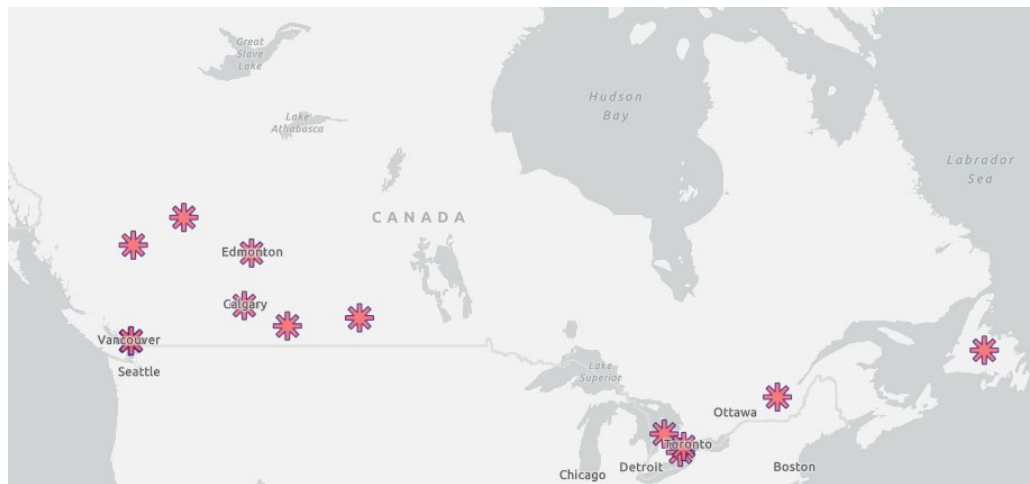 Great
Slave
Lake
Hudson
Bay
Lake
Athabasca
Labrador
Sea
CANADA
Edmonton
Calgary
Vancouver
Seattle
Lake
Superior
Ottawa
Toronto
Chicago
Detroit
Boston